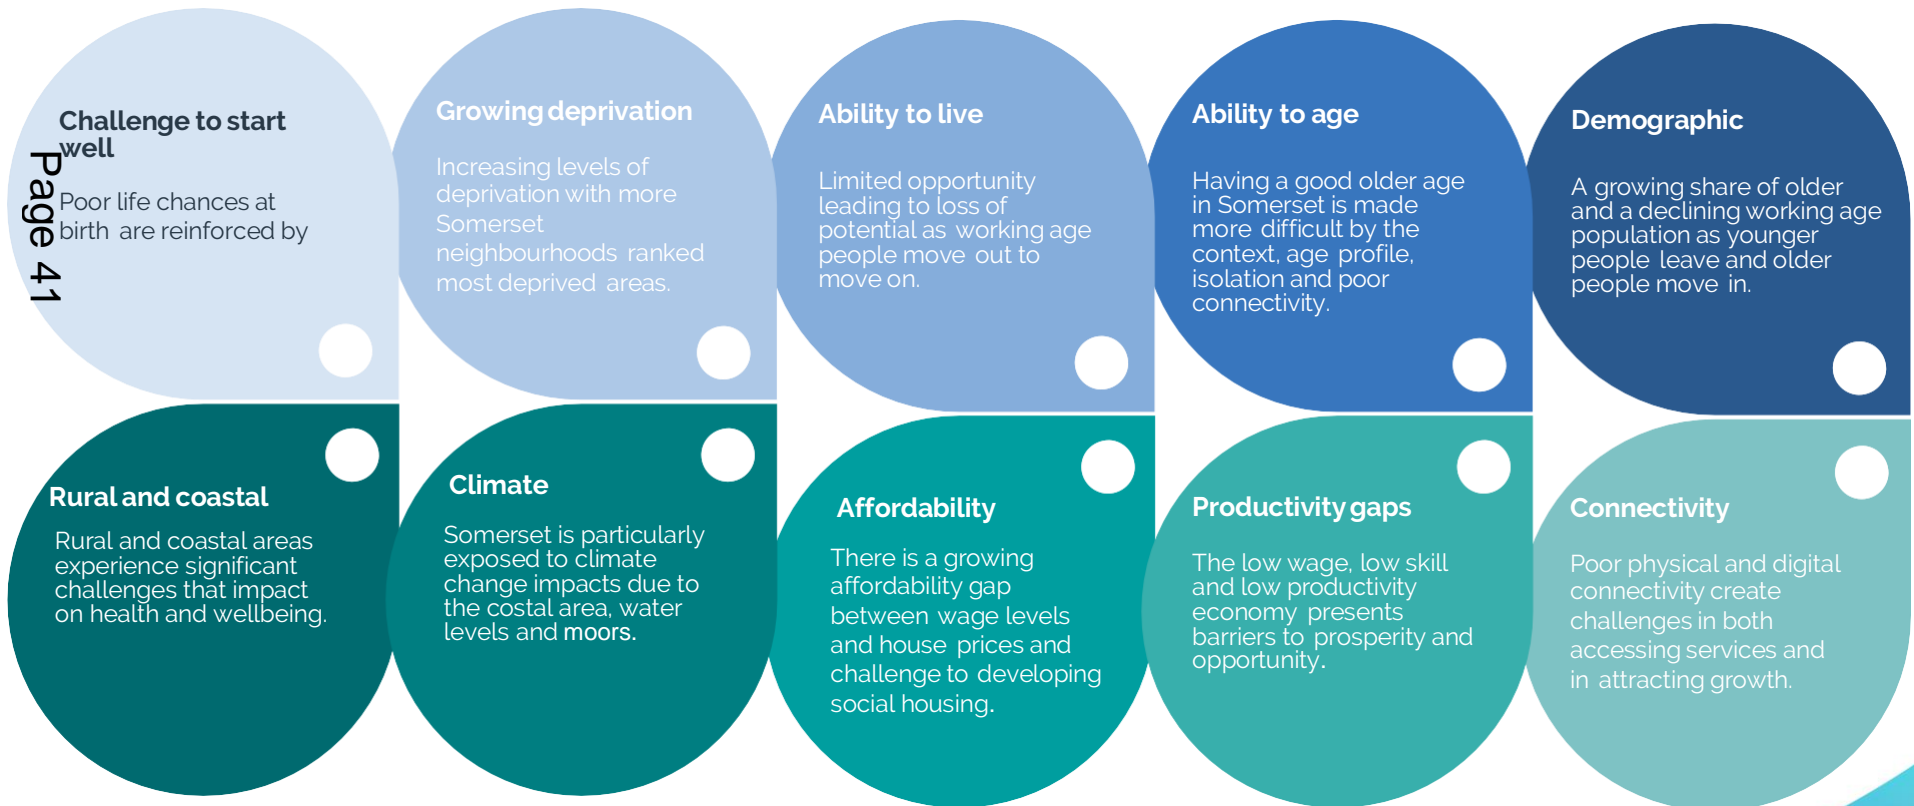 Page 41
Challenge to start
well
Poor life chances at
birth are reinforced by
Growing deprivation
Increasing levels of
deprivation with more
Somerset
neighbourhoods ranked
most deprived areas.
Ability to live
Limited opportunity
leading to loss of
potential as working age
people move out to
move on.
Ability to age
Having a good older age
in Somerset is made
more difficult by the
context, age profile,
isolation and poor
connectivity.
Demographic
A growing share of older
and a declining working age
population as younger
people leave and older
people move in.
Rural and coastal
Rural and coastal areas
experience significant
challenges that impact
on health and wellbeing.
Climate
Somerset is particularly
exposed to climate
change impacts due to
the costal area, water
levels and moors.
Affordability
There is a growing
affordability gap
between wage levels
and house prices and
challenge to developing
social housing.
Productivity gaps
The low wage, low skill
and low productivity
economy presents
barriers to prosperity and
opportunity.
Connectivity
Poor physical and digital
connectivity create
challenges in both
accessing services and
in attracting growth.